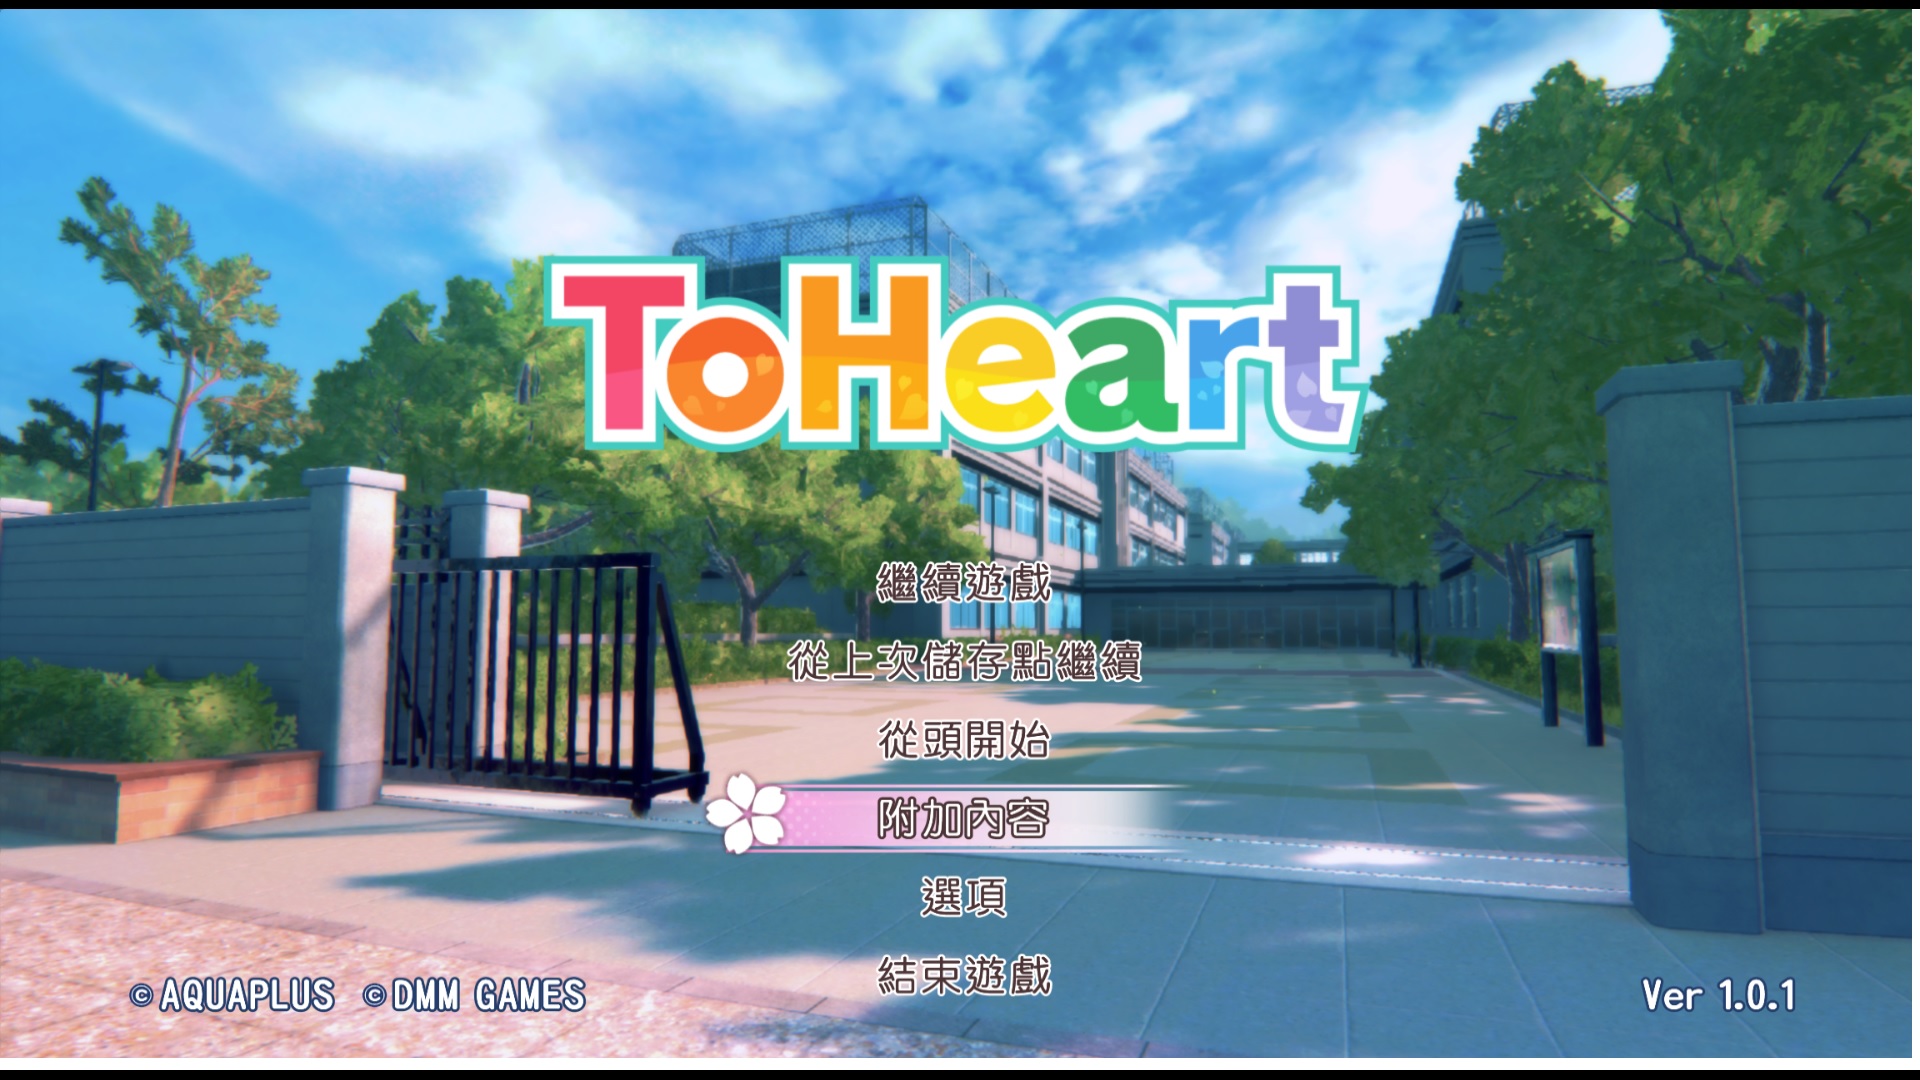 ToHeart
繼續遊戲
從上次儲存點繼續
從頭開始
附加內容
選項
結束遊戲
©AQUAPLUS ©DMM GAMES
Ver 1.0.1